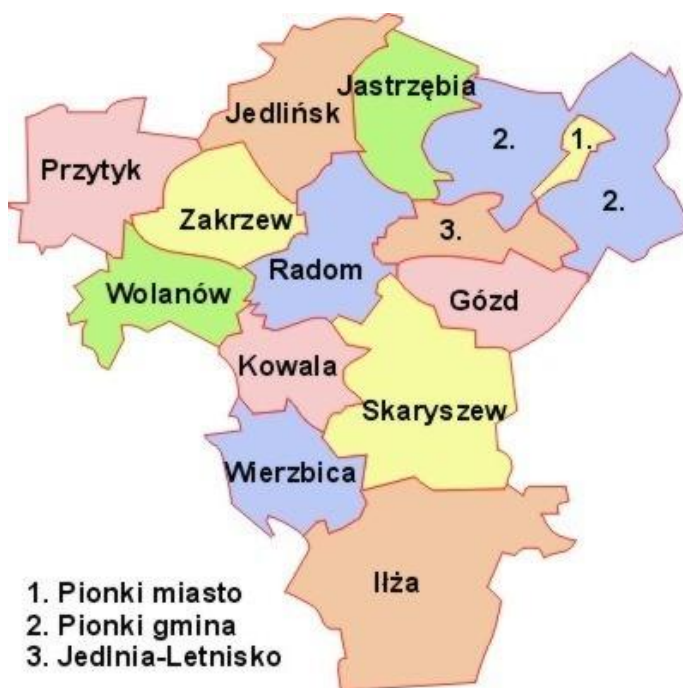 Jastrzębia
Jedlińsk
2.
1.
Przytyk
2.
Zakrzew
3.
Radom
Wolanów
Gózd
Kowala
Skaryszew
Wierzbica
Iłża
1. Pionki miasto
2. Pionki gmina
3. Jedlnia-Letnisko